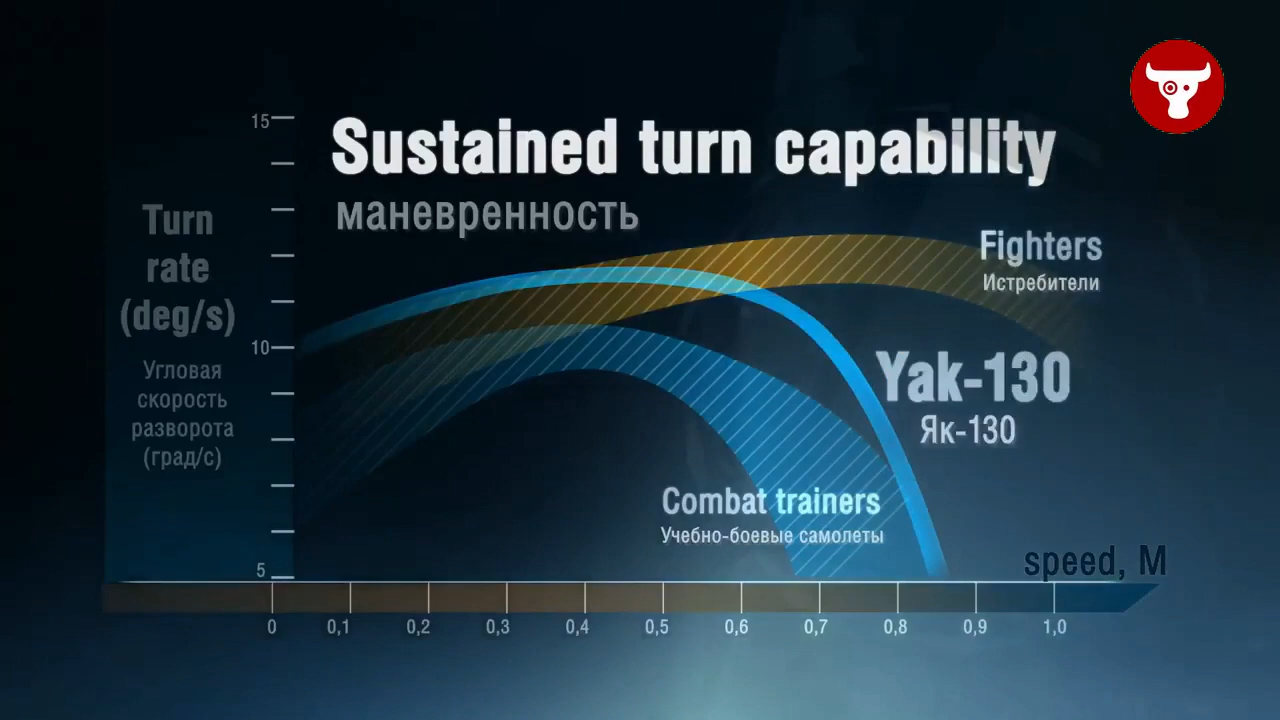 Sustained turn capability
маневренность
Turn
rate
(deg/s)
Угловая
скорость
разворота
(град/с)
15
10
5
Fighters
Истребители
Yak-130
Як-130
Combat trainers
Учебно-боевые самолеты
speed, M
0 0,1 0,2 0,3 0,4 0,5 0,6 0,7 0,8 0,9 1,0